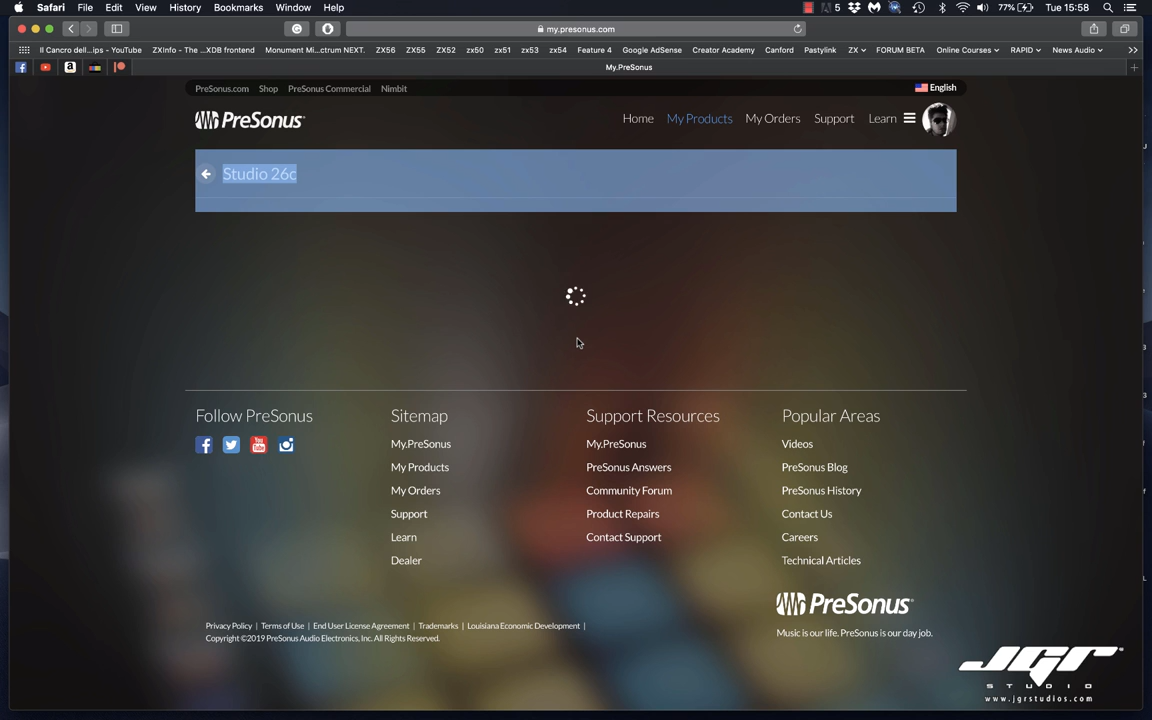 Safari File Edit View History Bookmarks Window Help 5 77% Tue 15:58
my.presonus.com
Il Cancro dell...ips - YouTube ZXInfo - The...XDB frontend Monument Mi...ctrum NEXT. ZX56 ZX55 ZX52 zx50 zx51 zx53 zx54 Feature 4 Google AdSense Creator Academy Canford Pastylink ZX FORUM BETA Online Courses RAPID News Audio
My.PreSonus
PreSonus.com Shop PreSonus Commercial Nimbit English
PreSonus Home My Products My Orders Support Learn
Studio 26c
Follow PreSonus Sitemap Support Resources Popular Areas
My.PreSonus My.PreSonus Videos
My Products PreSonus Answers PreSonus Blog
My Orders Community Forum PreSonus History
Support Product Repairs Contact Us
Learn Contact Support Careers
Dealer Technical Articles
PreSonus
Privacy Policy | Terms of Use | End User License Agreement | Trademarks | Louisiana Economic Development |
Copyright ©2019 PreSonus Audio Electronics, Inc. All Rights Reserved.
Music is our life. PreSonus is our day job.
JGR
STUDIO
www.jgrstudios.com